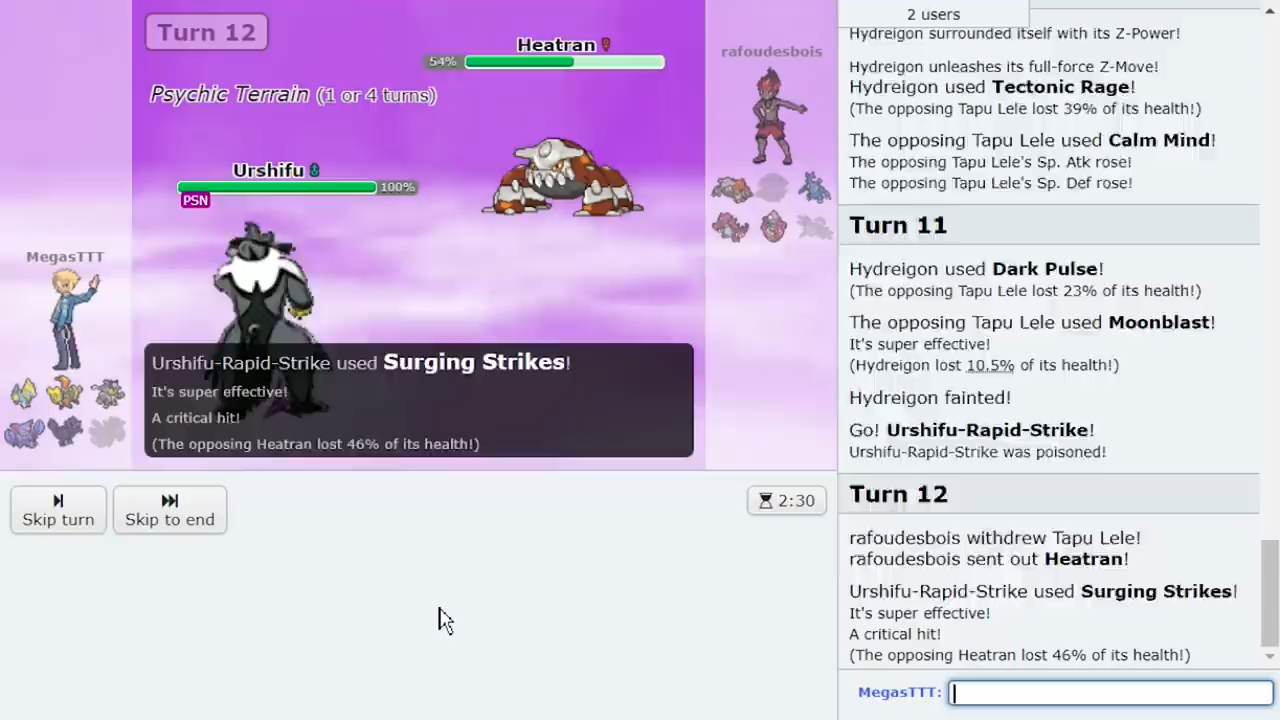 Turn 12
Heatran
54%
Psychic Terrain (1 or 4 turns)
Urshifu
100%
PSN
MegasTTT
rafoudesbois
Urshifu-Rapid-Strike used Surging Strikes!
It's super effective!
A critical hit!
(The opposing Heatran lost 46% of its health!)
Skip turn
Skip to end
2:30
2 users
Hydreigon surrounded itself with its Z-Power!
Hydreigon unleashes its full-force Z-Move!
Hydreigon used Tectonic Rage!
(The opposing Tapu Lele lost 39% of its health!)
The opposing Tapu Lele used Calm Mind!
The opposing Tapu Lele's Sp. Atk rose!
The opposing Tapu Lele's Sp. Def rose!
Turn 11
Hydreigon used Dark Pulse!
(The opposing Tapu Lele lost 23% of its health!)
The opposing Tapu Lele used Moonblast!
It's super effective!
(Hydreigon lost 10.5% of its health!)
Hydreigon fainted!
Go! Urshifu-Rapid-Strike!
Urshifu-Rapid-Strike was poisoned!
Turn 12
rafoudesbois withdrew Tapu Lele!
rafoudesbois sent out Heatran!
Urshifu-Rapid-Strike used Surging Strikes!
It's super effective!
A critical hit!
(The opposing Heatran lost 46% of its health!)
MegasTTT: